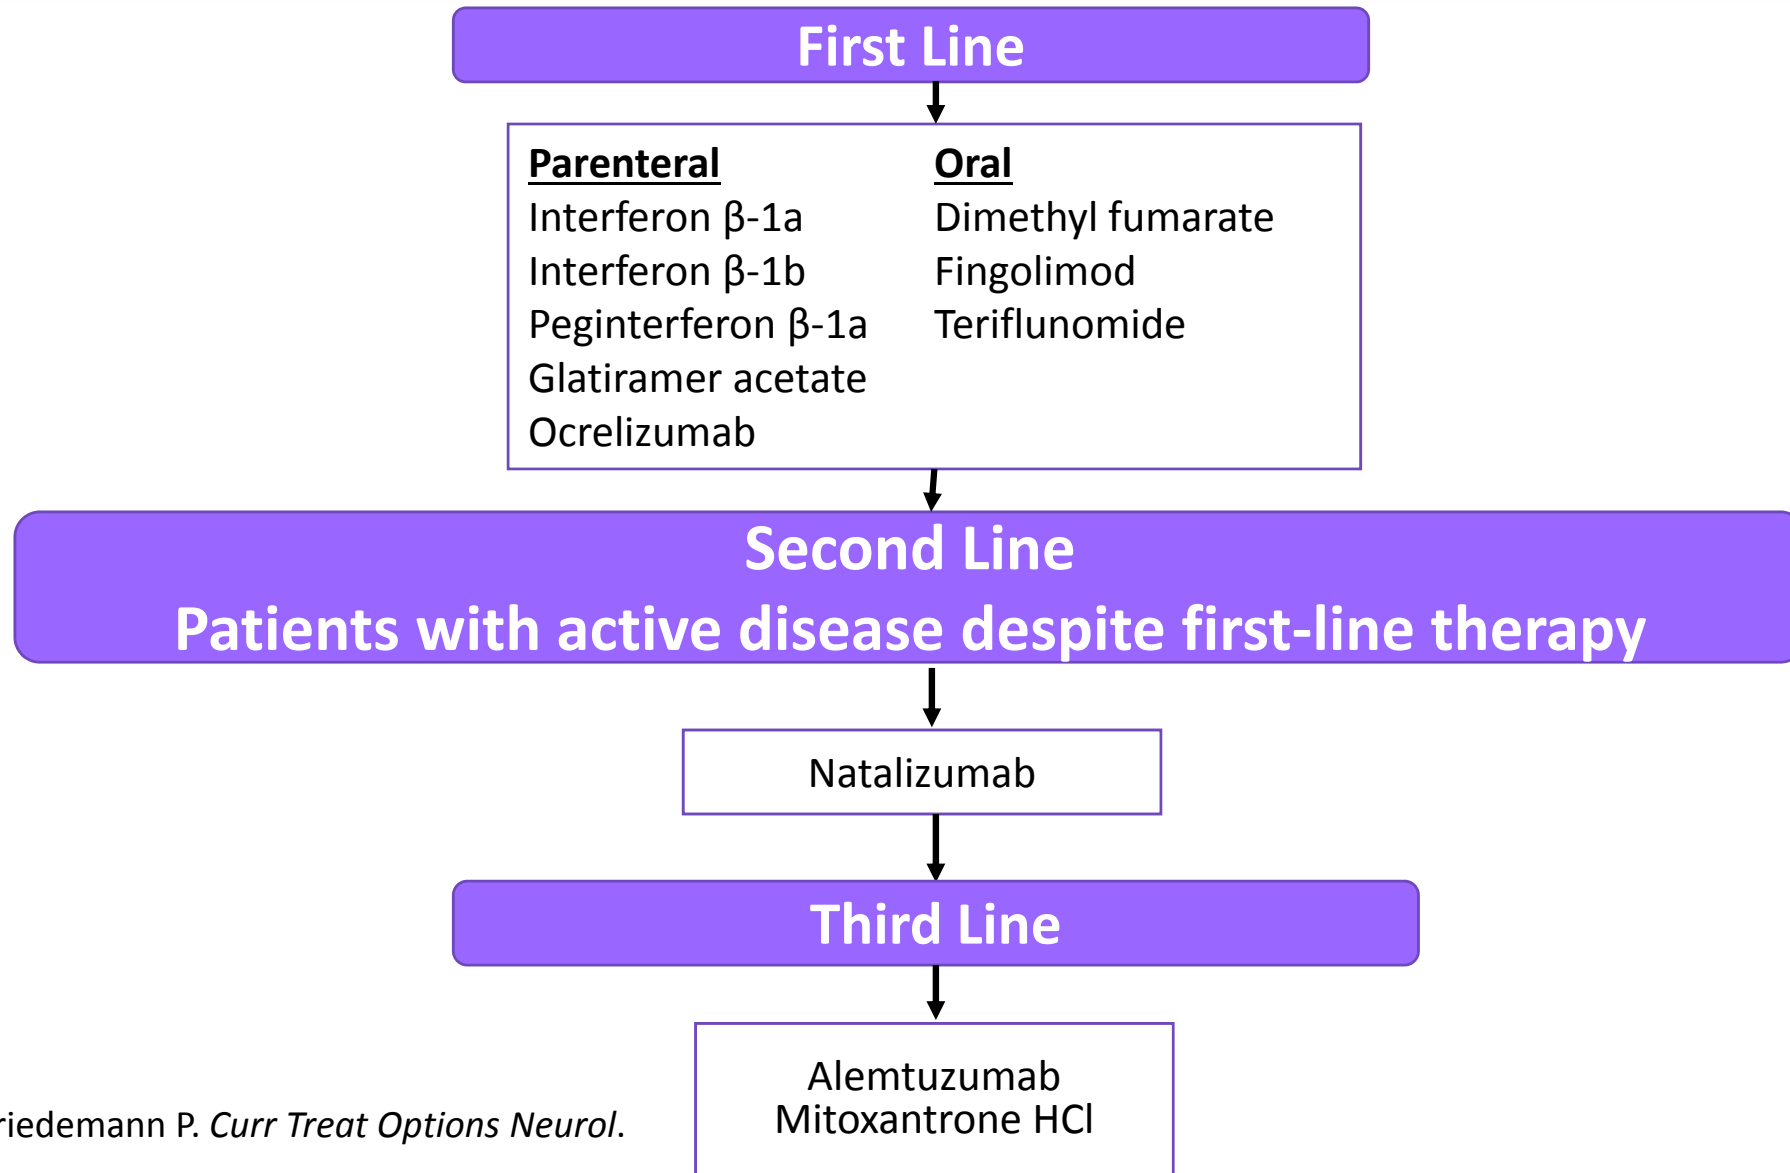 First Line
Parenteral
Interferon β-1a
Interferon β-1b
Peginterferon β-1a
Glatiramer acetate
Ocrelizumab
Oral
Dimethyl fumarate
Fingolimod
Teriflunomide
Second Line
Patients with active disease despite first-line therapy
Natalizumab
Third Line
Alemtuzumab
Mitoxantrone HCl
riedemann P. Curr Treat Options Neurol.